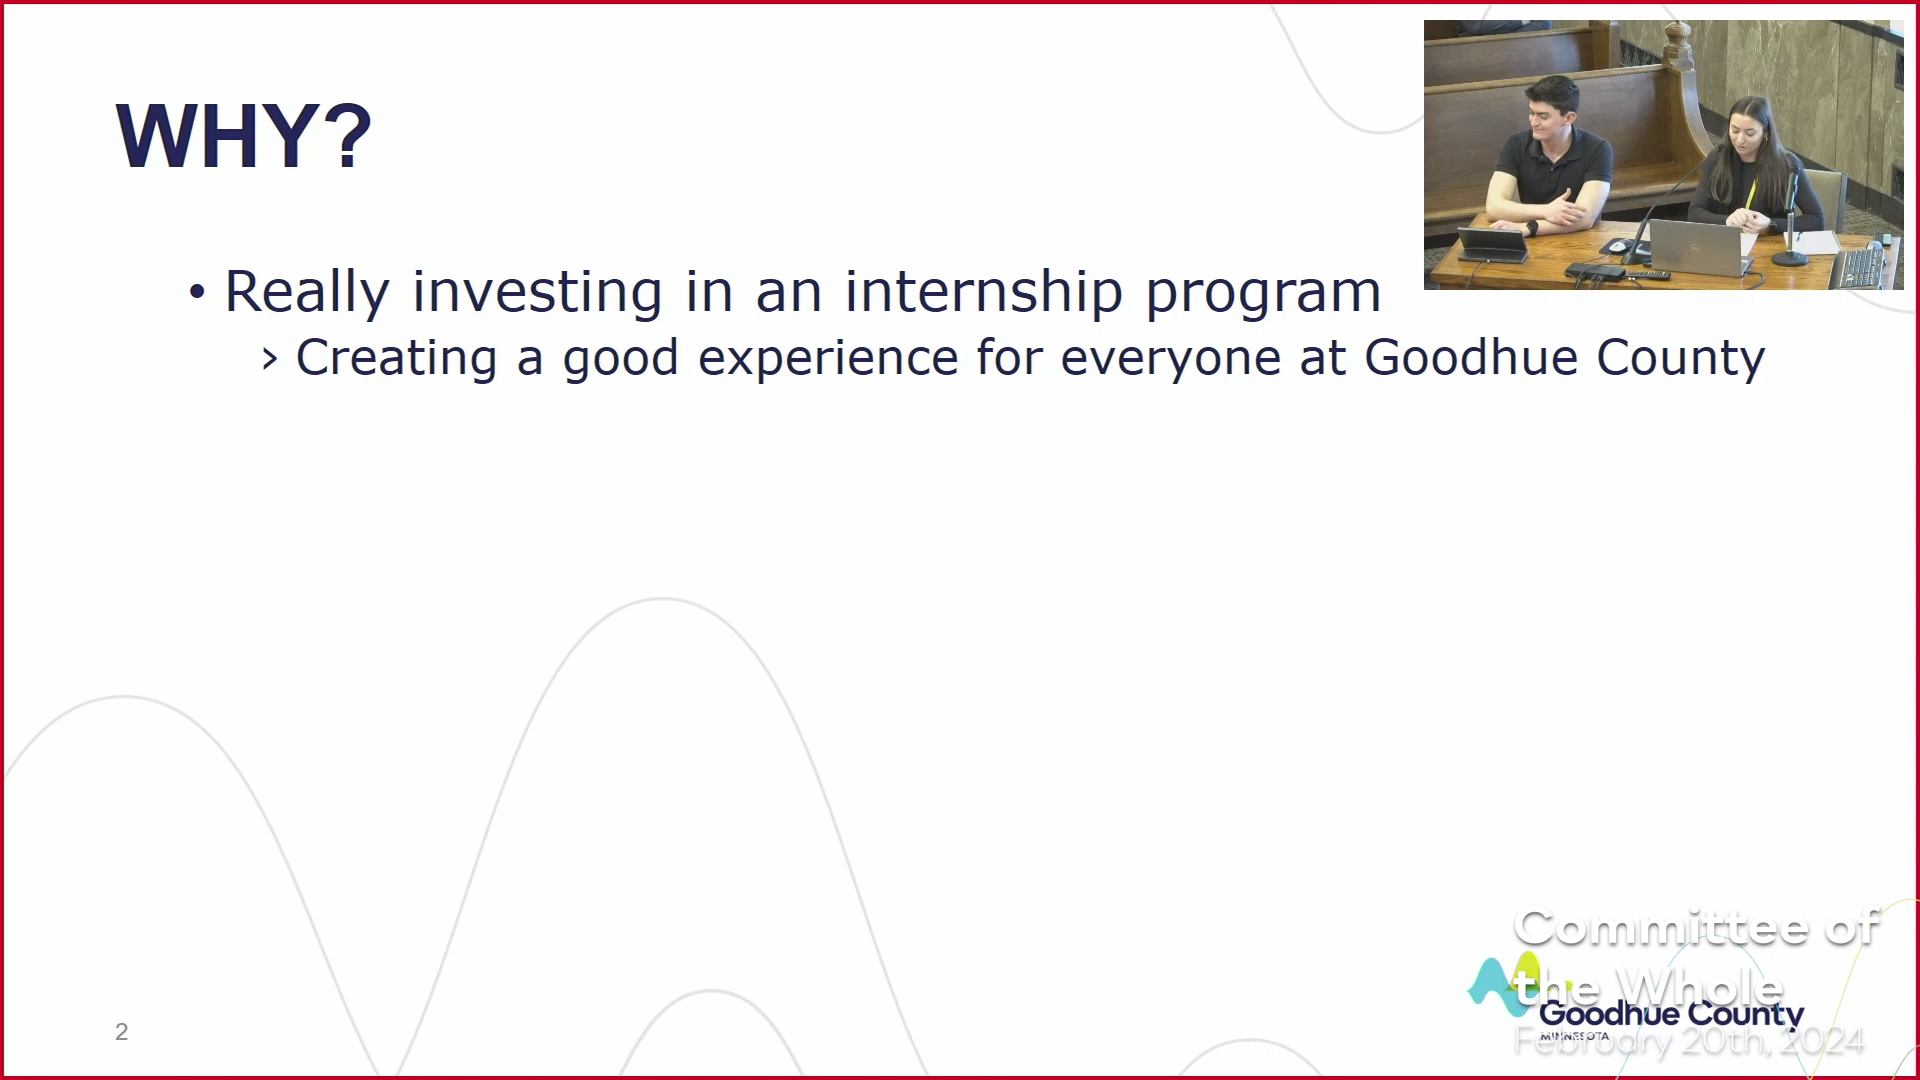 WHY?
• Really investing in an internship program
› Creating a good experience for everyone at Goodhue County
2
Committee of
the Whole
Goodhue County
MINNESOTA
February 20th, 2024